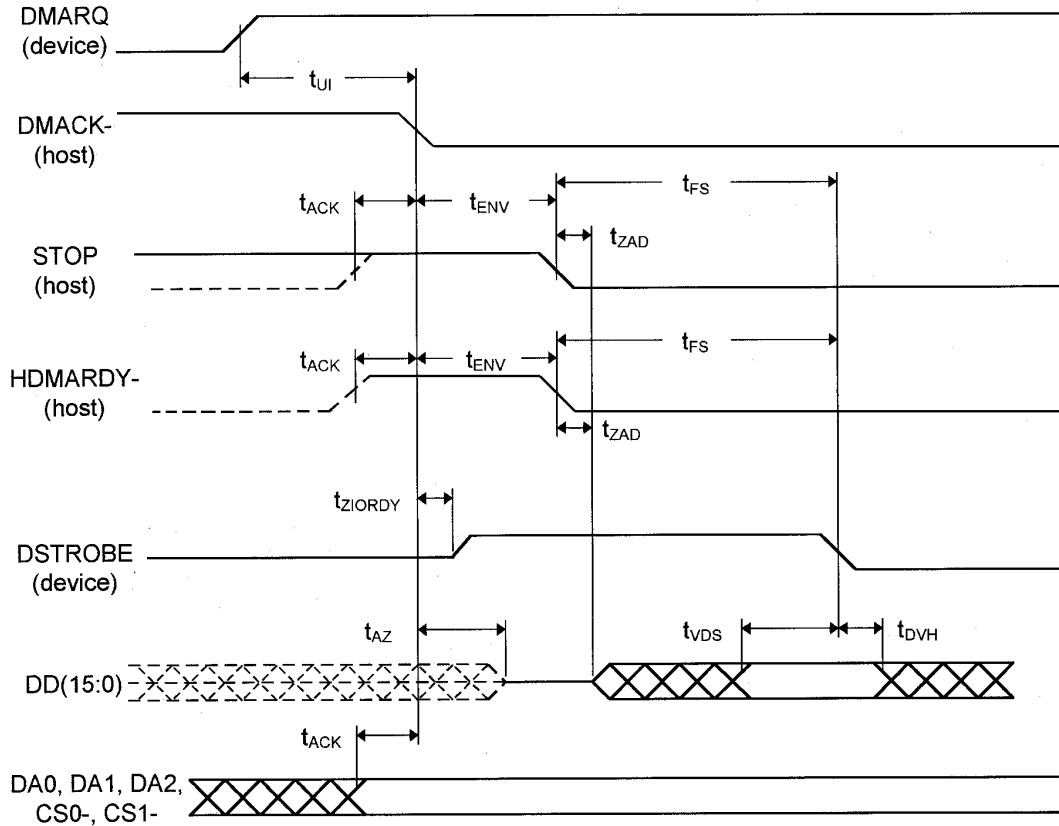 DMARQ
(device)
tUI
DMACK-
(host)
tACK
tENV
tFS
tZAD
STOP
(host)
tACK
tENV
tFS
HDMARDY-
(host)
tZAD
tZIORDY
DSTROBE
(device)
tAZ
tVDS
tDVH
DD(15:0)
tACK
DA0, DA1, DA2,
CS0-, CS1-